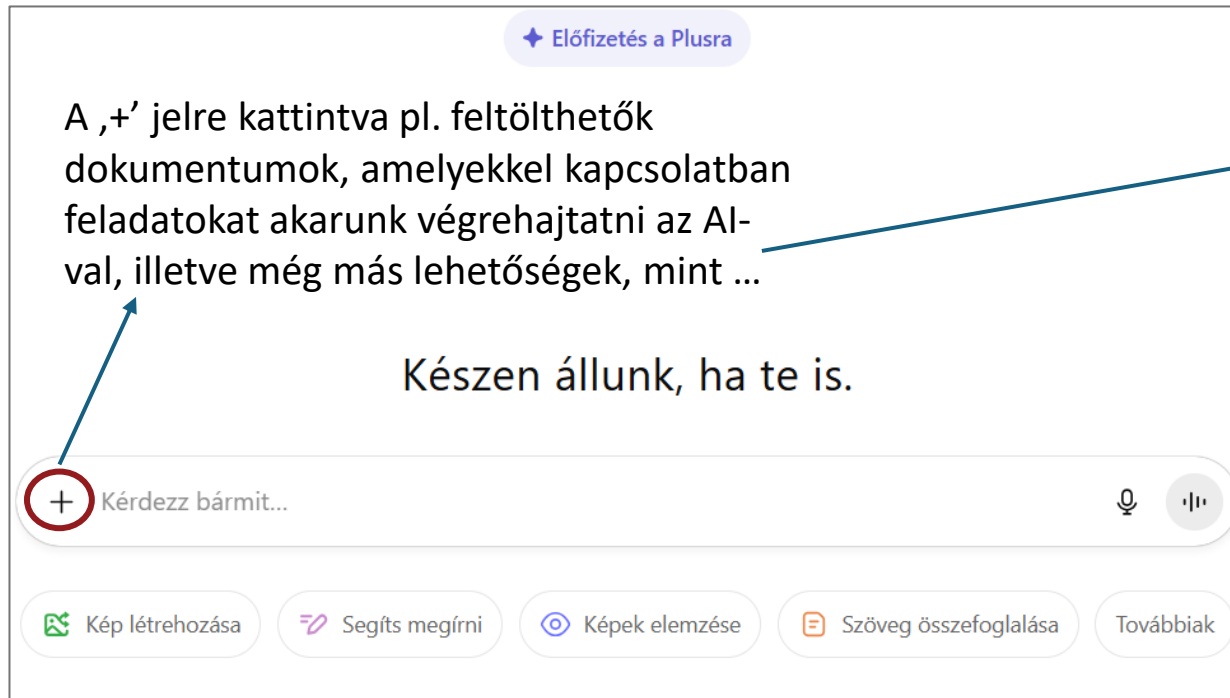 Előfizetés a Plusra
A ‚+’ jelre kattintva pl. feltölthetők
dokumentumok, amelyekkel kapcsolatban
feladatokat akarunk végrehajtatni az AI-
val, illetve még más lehetőségek, mint …
Készen állunk, ha te is.
Kérdezz bármit...
Kép létrehozása
Segíts megírni
Képek elemzése
Szöveg összefoglalása
Továbbiak